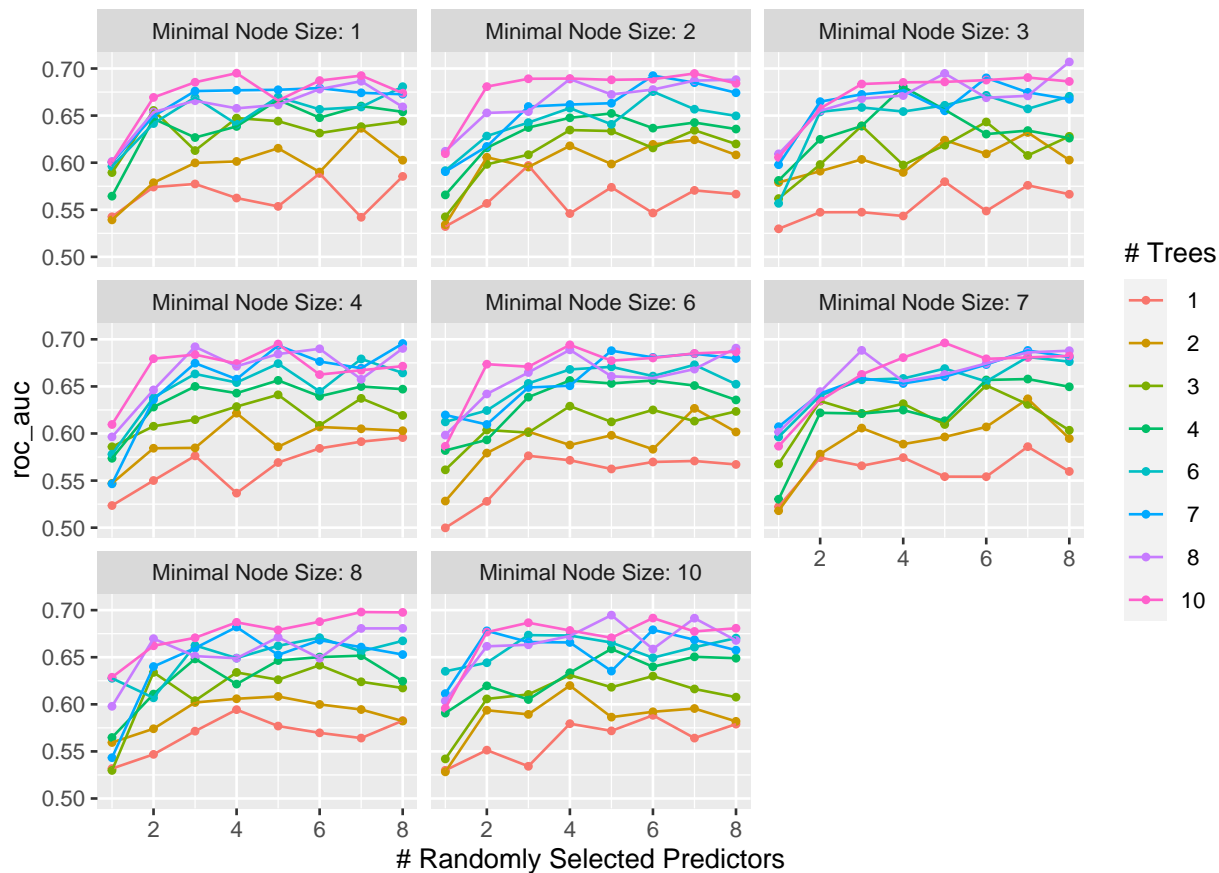 Minimal Node Size: 1 Minimal Node Size: 2 Minimal Node Size: 3
0.70
0.65
0.60
0.55
0.50
Minimal Node Size: 4 Minimal Node Size: 6 Minimal Node Size: 7
0.70
0.65
0.60
0.55
0.50
2 4 6 8
Minimal Node Size: 8 Minimal Node Size: 10
0.70
0.65
0.60
0.55
0.50
2 4 6 8 2 4 6 8
# Randomly Selected Predictors
roc_auc
# Trees
1
2
3
4
6
7
8
10